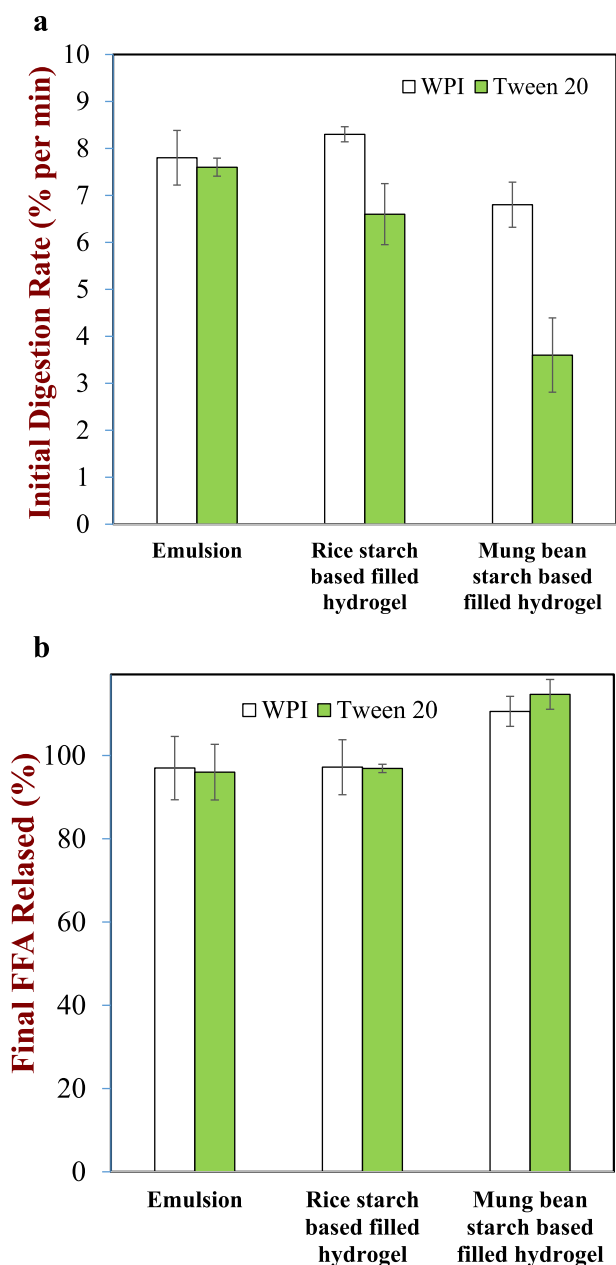 a
Initial Digestion Rate (% per min)
10
9
8
7
6
5
4
3
2
1
0
WPI Tween 20
Emulsion
Rice starch
based filled
hydrogel
Mung bean
starch based
filled hydrogel
b
Final FFA Relased (%)
100
80
60
40
20
0
WPI Tween 20
Emulsion
Rice starch
based filled
hydrogel
Mung bean
starch based
filled hydrogel